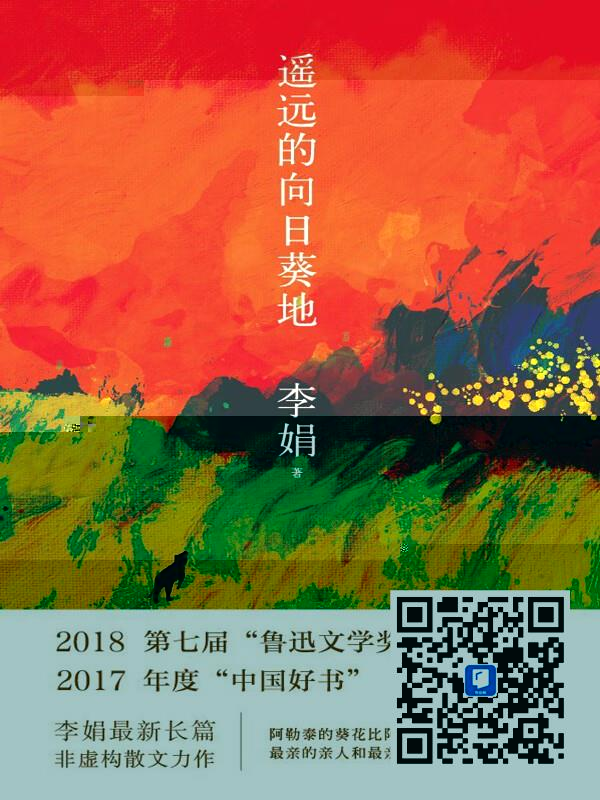 遥远的向日葵地
李娟
著
2018 第七届“鲁迅文学奖
2017 年度“中国好书”
李娟最新长篇
非虚构散文力作
阿勒泰的葵花比
最亲的亲人和最